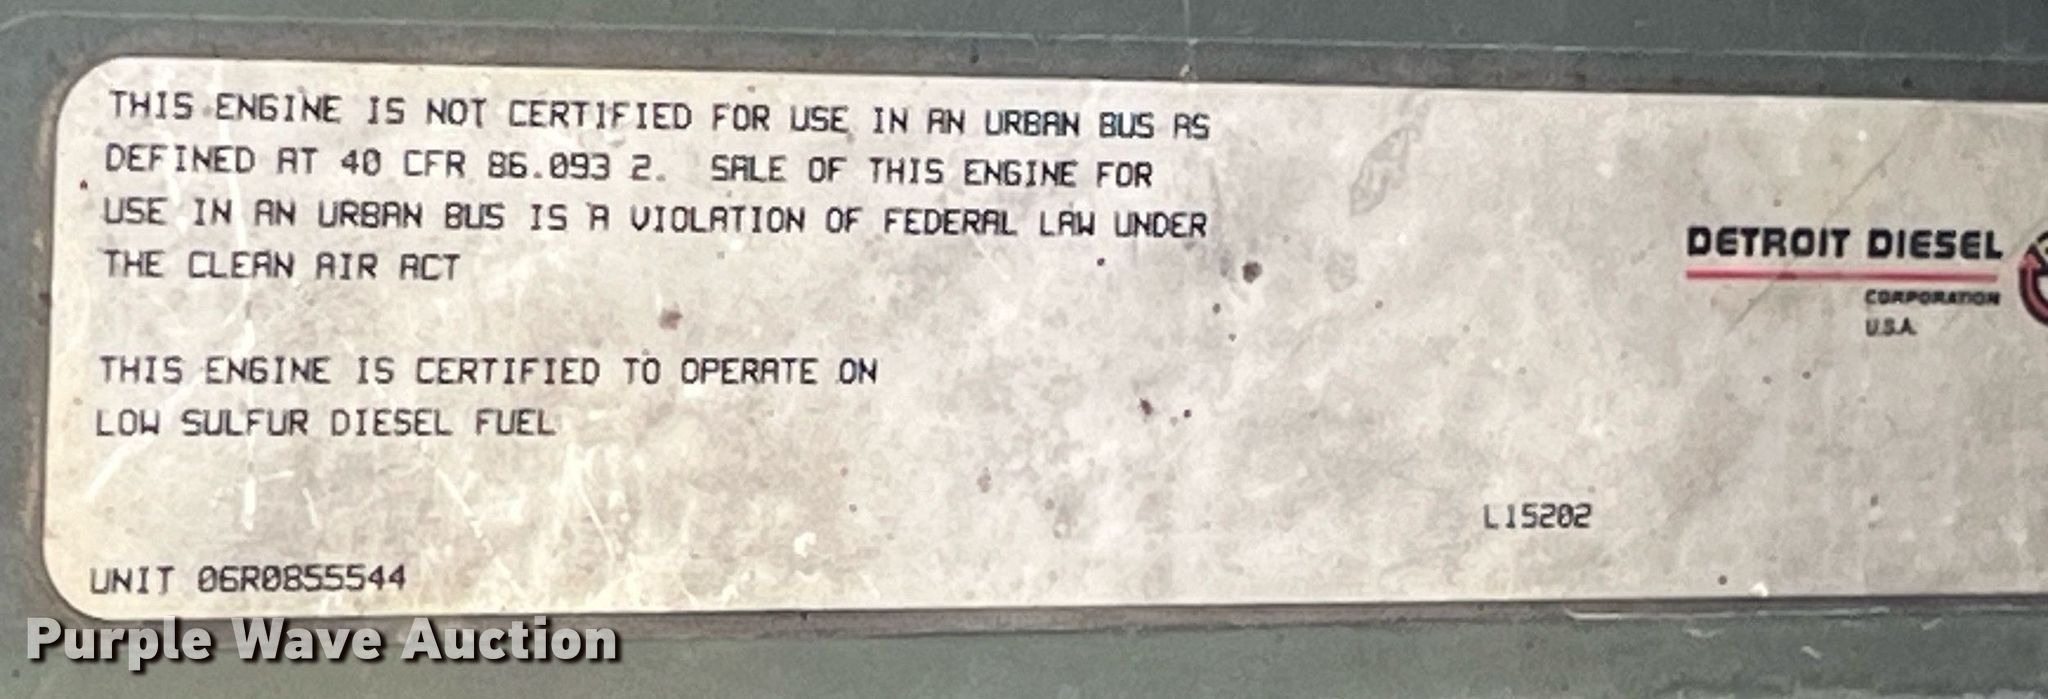 THIS ENGINE IS NOT CERTIFIED FOR USE IN AN URBAN BUS AS
DEFINED AT 40 CFR 86.093 2. SALE OF THIS ENGINE FOR
USE IN AN URBAN BUS IS A VIOLATION OF FEDERAL LAW UNDER
THE CLEAN AIR ACT
DETROIT DIESEL
CORPORATION
U.S.A.
THIS ENGINE IS CERTIFIED TO OPERATE ON
LOW SULFUR DIESEL FUEL
L15202
UNIT 06R0855544
Purple Wave Auction